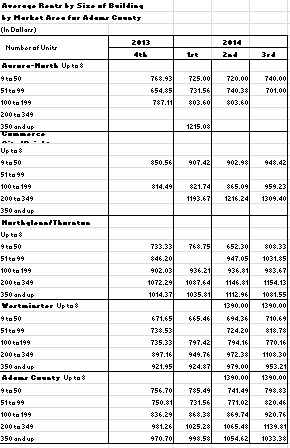 Average Rents by Size of Building
by Market Area for Adams County
(In Dollars)
2013 2014
Number of Units 4th 1st 2nd 3rd
Aurora-North Up to 8
9 to 50 768.93 725.00 720.00 740.00
51 to 99 654.85 731.56 740.38 701.00
100 to 199 787.11 803.60 803.60
200 to 349
350 and up 1215.08
Commerce
Up to 8
9 to 50 850.56 907.42 902.98 948.42
51 to 99
100 to 199 814.49 821.74 865.09 959.23
200 to 349 1193.67 1216.24 1309.40
350 and up
Northglenn/Thornton
Up to 8
9 to 50 733.33 768.75 652.30 808.33
51 to 99 846.20 947.05 1031.85
100 to 199 902.03 936.21 936.81 983.67
200 to 349 1072.29 1087.64 1146.81 1154.13
350 and up 1014.37 1035.81 1112.96 1081.55
Westminster Up to 8 1390.00 1390.00
9 to 50 671.65 665.46 694.36 710.69
51 to 99 738.53 724.20 818.78
100 to 199 735.33 797.42 794.16 770.16
200 to 349 897.16 949.76 972.38 1108.30
350 and up 921.95 924.87 979.00 953.21
Adams County Up to 8 1390.00 1390.00
9 to 50 756.70 785.49 741.49 798.83
51 to 99 750.81 731.56 771.02 820.46
100 to 199 836.29 868.38 869.74 920.76
200 to 349 981.26 1025.28 1065.48 1139.81
350 and up 970.70 998.58 1054.62 1033.38